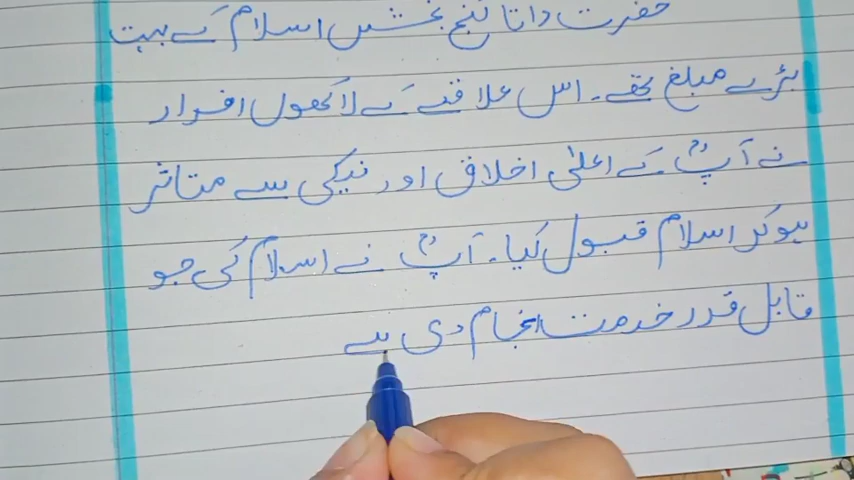 حضرت داتا گنج بخش اسلام کے بہت
بڑے مبلغ تھے۔ اس علاقے کے لاکھوں افراد
نے آپؒ کے اعلیٰ اخلاق اور نیکی سے متاثر
ہوکر اسلام قبول کیا۔ آپؒ نے اسلام کی جو
قابل قدر خدمت انجام دی ہے